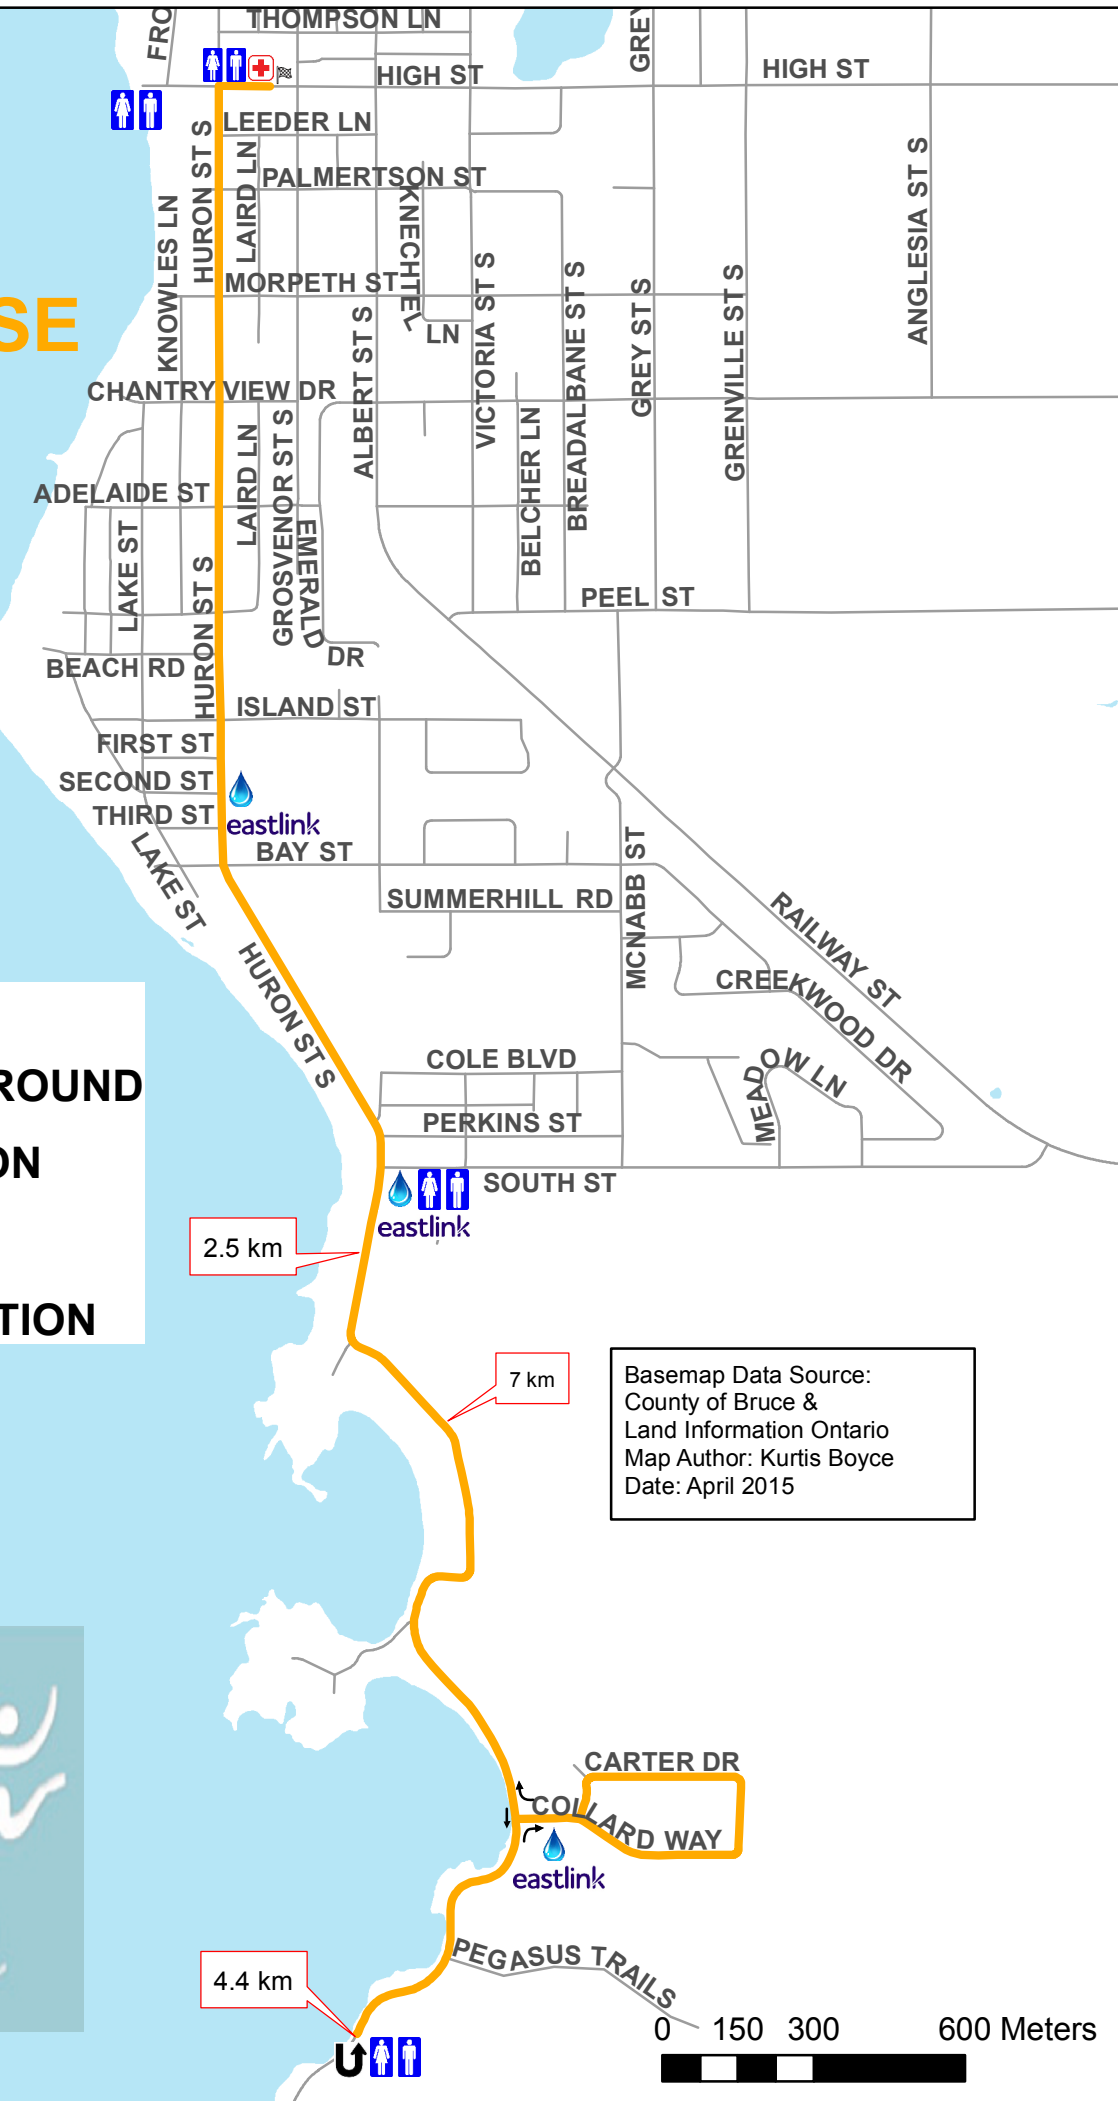 FRO
THOMPSON LN
GREY
HIGH ST
HIGH ST
LEEDER LN
HURON ST S
LAIRD LN
PALMERTSON ST
KNECHTEL
LN
ANGLESIA ST S
KNOWLES LN
MORPETH ST
SE
ALBERT ST S
VICTORIA ST S
BREADALBANE ST S
GREY ST S
GRENVILLE ST S
CHANTRY VIEW DR
LAIRD LN
GROSVENOR ST S
BELCHER LN
ADELAIDE ST
LAKE ST
HURON ST S
EMERALD
DR
PEEL ST
BEACH RD
ISLAND ST
FIRST ST
SECOND ST
THIRD ST
eastlink
BAY ST
LAKE ST
SUMMERHILL RD
MCNABB ST
RAILWAY ST
HURON ST S
CREEKWOOD DR
ROUND
COLE BLVD
MEADOW LN
PERKINS ST
ON
SOUTH ST
eastlink
2.5 km
TION
7 km
Basemap Data Source:
County of Bruce &
Land Information Ontario
Map Author: Kurtis Boyce
Date: April 2015
CARTER DR
COLLARD WAY
eastlink
PEGASUS TRAILS
4.4 km
0 150 300 600 Meters